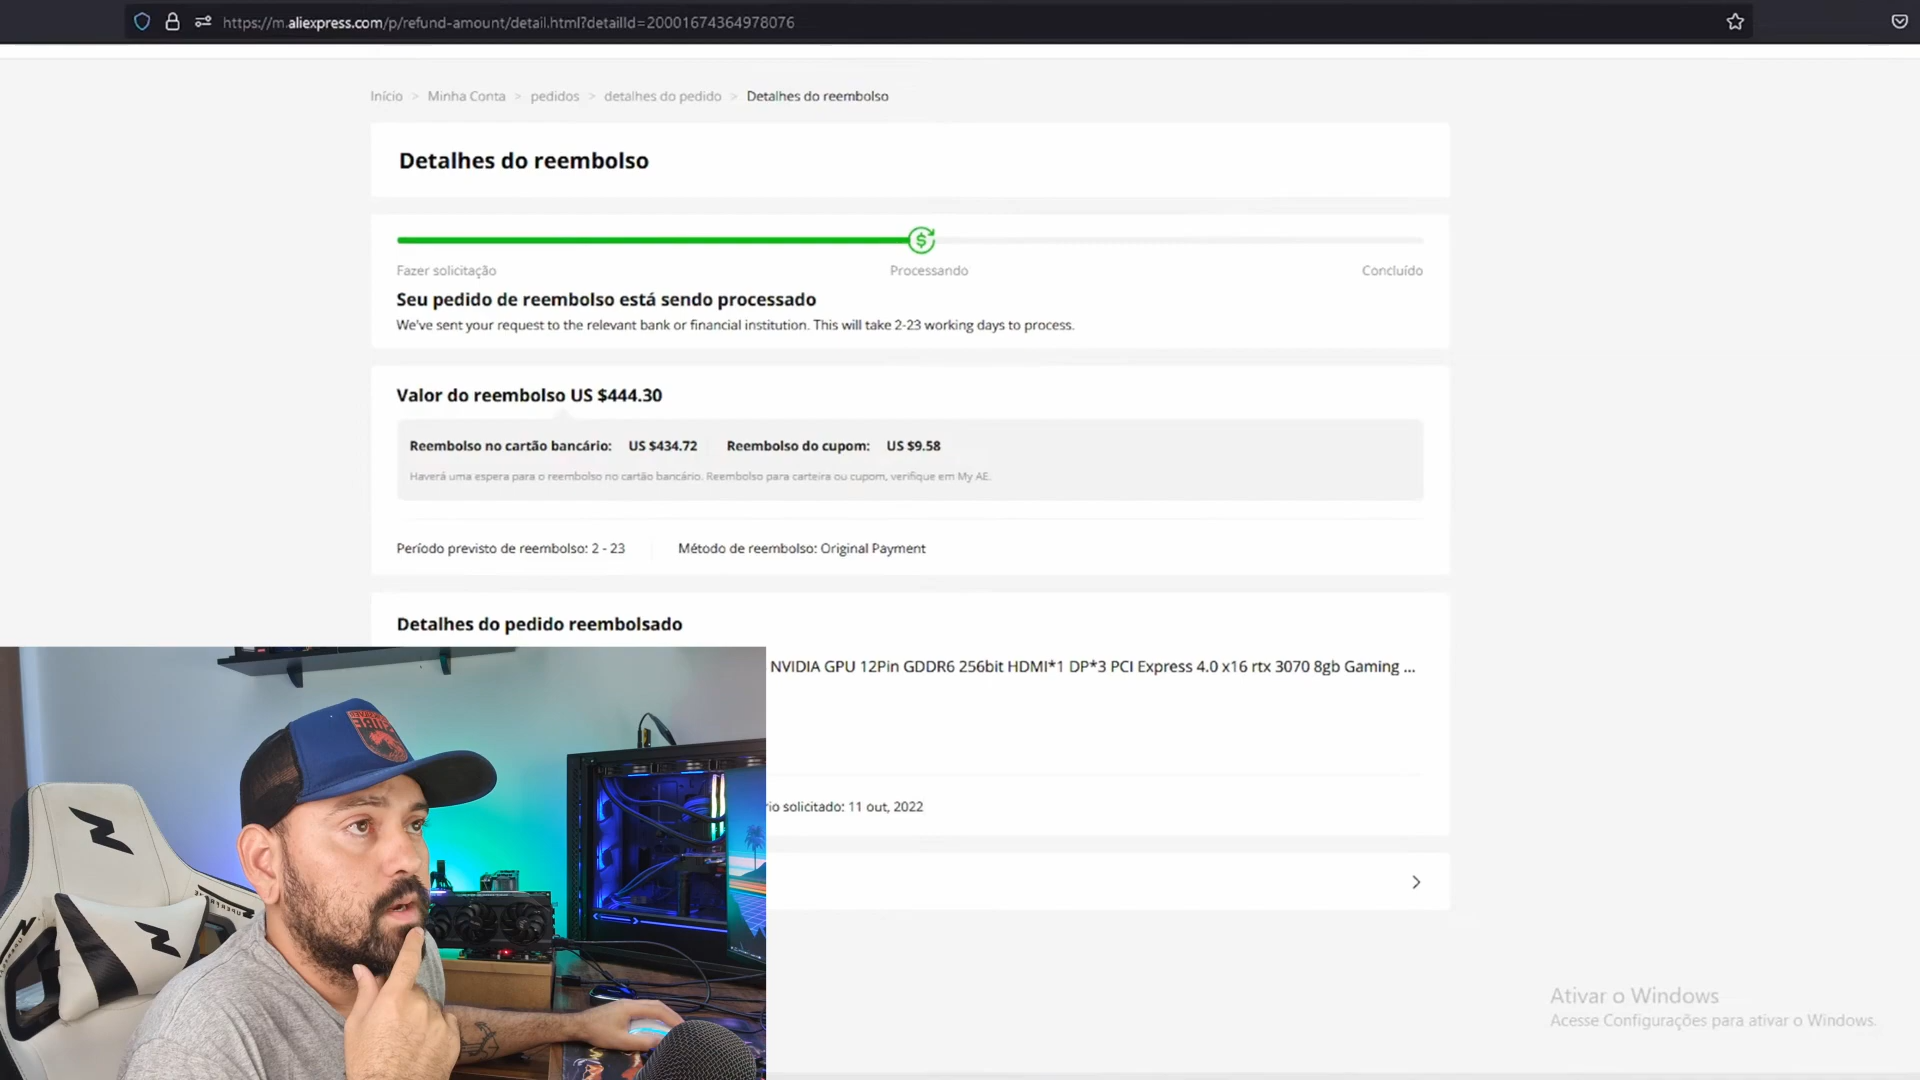 https://m.aliexpress.com/p/refund-amount/detail.html?detailId=20001674364978076
Início > Minha Conta > pedidos > detalhes do pedido > Detalhes do reembolso
Detalhes do reembolso
Fazer solicitação Processando Concluído
Seu pedido de reembolso está sendo processado
We've sent your request to the relevant bank or financial institution. This will take 2-23 working days to process.
Valor do reembolso US $444.30
Reembolso no cartão bancário: US $434.72 Reembolso do cupom: US $9.58
Haverá uma espera para o reembolso no cartão bancário. Reembolso para carteira ou cupom, verifique em My AE.
Período previsto de reembolso: 2 - 23 Método de reembolso: Original Payment
Detalhes do pedido reembolsado
NVIDIA GPU 12Pin GDDR6 256bit HDMI*1 DP*3 PCI Express 4.0 x16 rtx 3070 8gb Gaming ...
rio solicitado: 11 out, 2022
Ativar o Windows
Acesse Configurações para ativar o Windows.